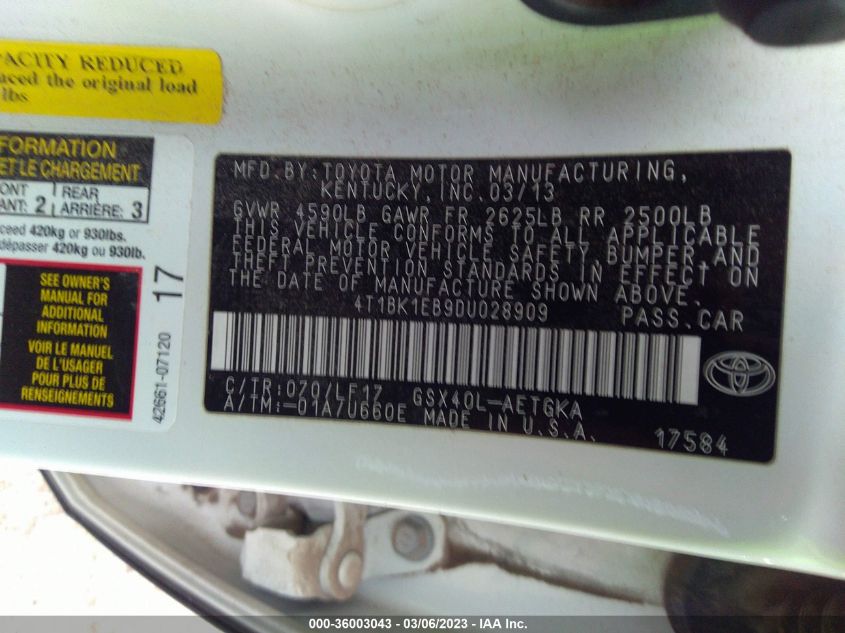 PACITY REDUCED
aced the original load
lbs
FORMATION
ET LE CHARGEMENT
ONT 2 REAR
ANT: ARRIÈRE: 3
ceed 420kg or 930lbs.
dépasser 420kg ou 930lb.
SEE OWNER'S
MANUAL FOR
ADDITIONAL
INFORMATION
VOIR LE MANUEL
DE L'USAGER
POUR PLUS DE
RENSEIGNEMENTS
42661-07120 17
MFD. BY: TOYOTA MOTOR MANUFACTURING,
KENTUCKY, INC. 03/13
GVWR 4590LB GAWR FR 2625LB RR 2500LB
THIS VEHICLE CONFORMS TO ALL APPLICABLE
FEDERAL MOTOR VEHICLE SAFETY, BUMPER, AND
THEFT PREVENTION STANDARDS IN EFFECT ON
THE DATE OF MANUFACTURE SHOWN ABOVE.
4T1BK1EB9DU028909 PASS. CAR
C/TR: 070/LF17 GSX40L-AETGKA
A/TM: -01A/U660E MADE IN U.S.A.
17584
000-36003043 - 03/06/2023 - IAA Inc.